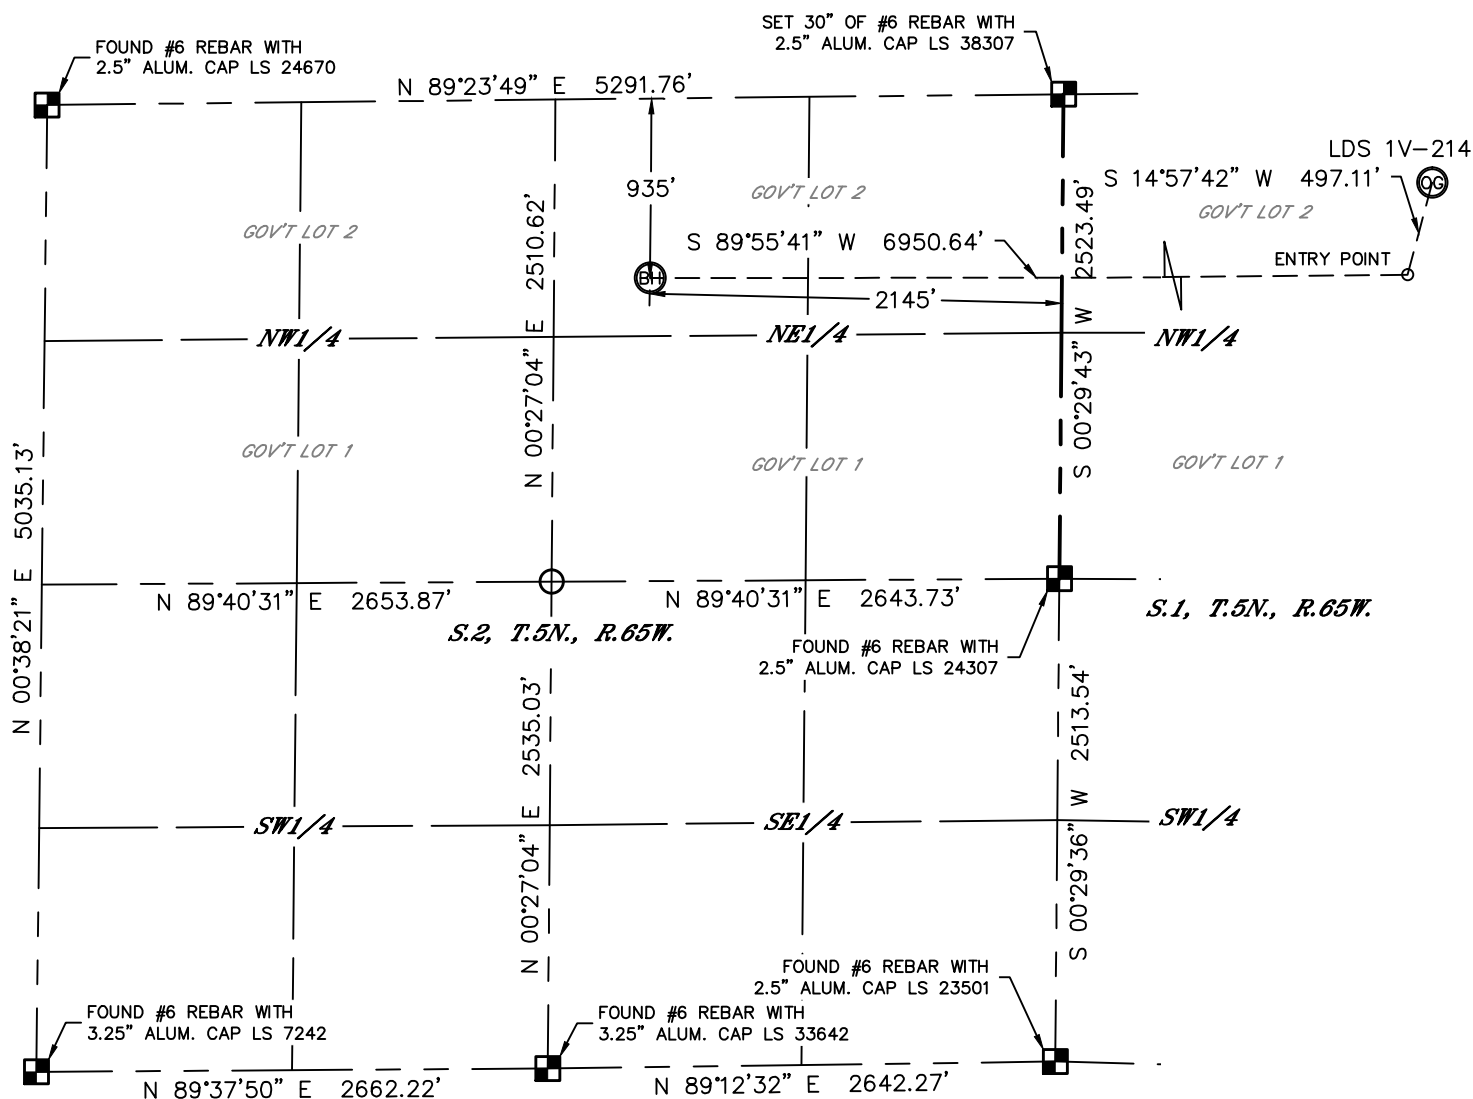 SET 30" OF #6 REBAR WITH
2.5" ALUM. CAP LS 38307
FOUND #6 REBAR WITH
2.5" ALUM. CAP LS 24670
N 89°23'49" E 5291.76'
LDS 1V-214
OG
S 14°57'42" W 497.11'
935'
GOV'T LOT 2
GOV'T LOT 2
GOV'T LOT 2
N 00°27'04" E 2510.62'
S 00°29'43" W 2523.49'
S 89°55'41" W 6950.64'
ENTRY POINT
BH
2145'
NW1/4
NE1/4
NW1/4
GOV'T LOT 1
GOV'T LOT 1
GOV'T LOT 1
N 00°38'21" E 5035.13'
N 89°40'31" E 2653.87'
N 89°40'31" E 2643.73'
S.2, T.5N., R.65W.
S.1, T.5N., R.65W.
FOUND #6 REBAR WITH
2.5" ALUM. CAP LS 24307
N 00°27'04" E 2535.03'
S 00°29'36" W 2513.54'
SW1/4
SE1/4
SW1/4
FOUND #6 REBAR WITH
2.5" ALUM. CAP LS 23501
FOUND #6 REBAR WITH
3.25" ALUM. CAP LS 7242
FOUND #6 REBAR WITH
3.25" ALUM. CAP LS 33642
N 89°37'50" E 2662.22'
N 89°12'32" E 2642.27'